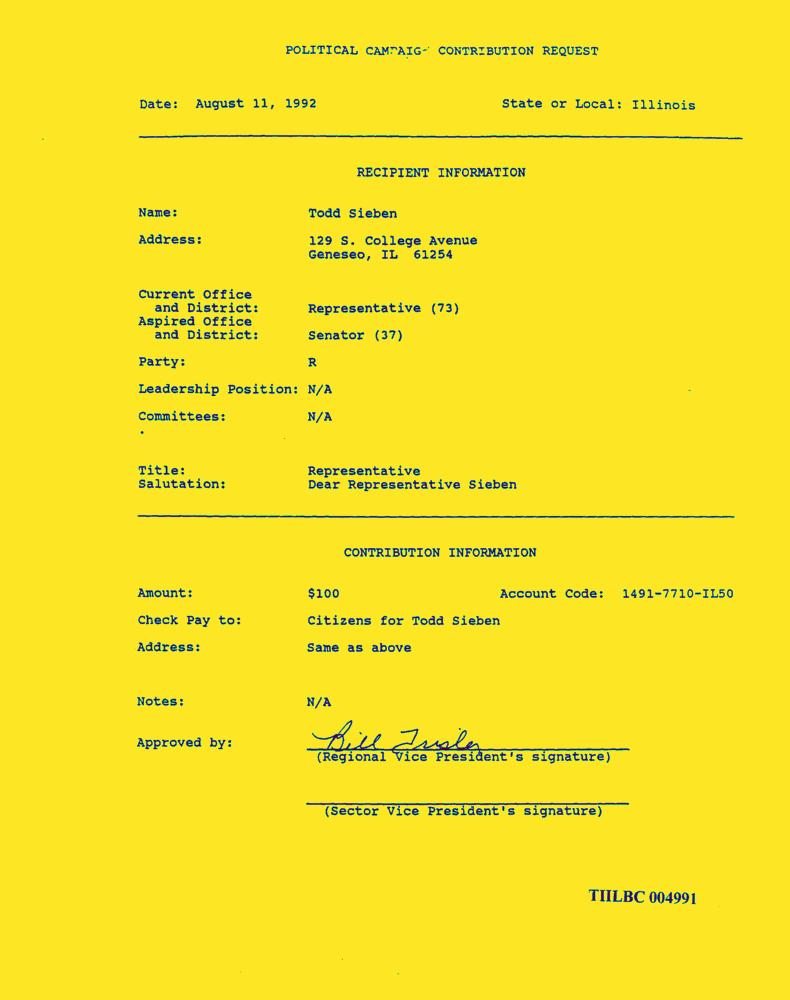 POLITICAL CAMPAIG CONTRIBUTION REQUEST
Date: August 11, 1992 State or Local: Illinois
RECIPIENT INFORMATION
Name: Todd Sieben
Address: 129 S. College Avenue
Geneseo, IL 61254
Current Office
and District: Representative (73)
Aspired Office
and District: Senator (37)
Party: R
Leadership Position: N/A
Committees: N/A
Title: Representative
Salutation: Dear Representative Sieben
CONTRIBUTION INFORMATION
Amount: $100 Account Code: 1491-7710-IL50
Check Pay to: Citizens for Todd Sieben
Address: Same as above
Notes: N/A
Approved by: Bill Trisler
(Regional Vice President's signature)
(Sector Vice President's signature)
TIILBC 004991